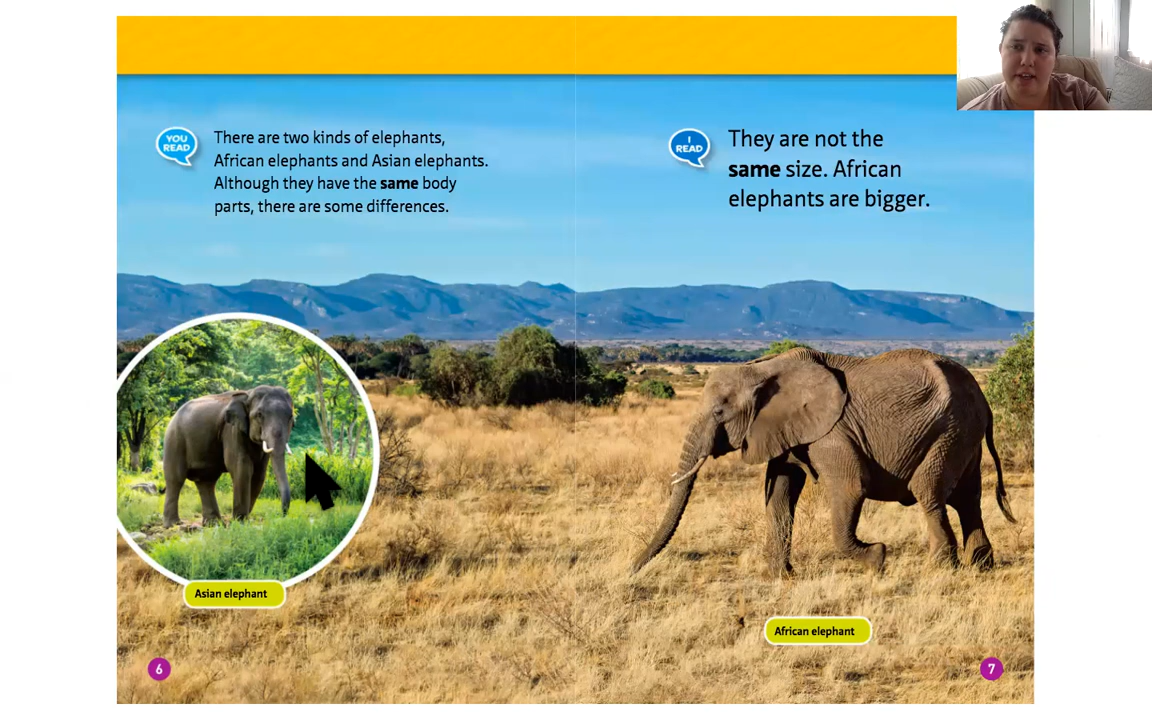 YOU
READ
There are two kinds of elephants,
African elephants and Asian elephants.
Although they have the same body
parts, there are some differences.
I
READ
They are not the
same size. African
elephants are bigger.
Asian elephant
African elephant
6
7